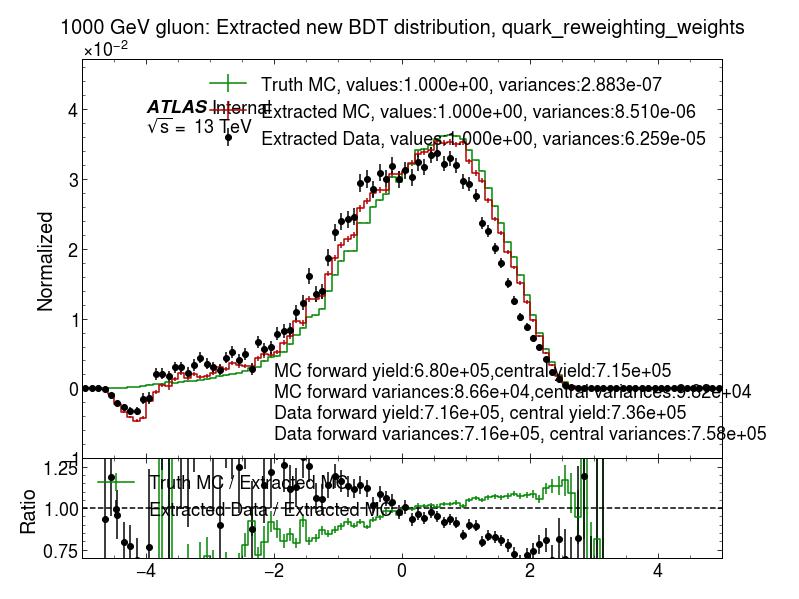 1000 GeV gluon: Extracted new BDT distribution, quark_reweighting_weights
×10⁻²
Truth MC, values:1.000e+00, variances:2.883e-07
ATLAS Internal
Extracted MC, values:1.000e+00, variances:8.510e-06
√s = 13 TeV
Extracted Data, values:1.000e+00, variances:6.259e-05
4
3
2
1
0
1
Normalized
MC forward yield:6.80e+05,central yield:7.15e+05
MC forward variances:8.66e+04,central variances:9.82e+04
Data forward yield:7.16e+05, central yield:7.36e+05
Data forward variances:7.16e+05, central variances:7.58e+05
1.25
1.00
0.75
Ratio
Truth MC / Extracted MC
Extracted Data / Extracted MC
−4
−2
0
2
4